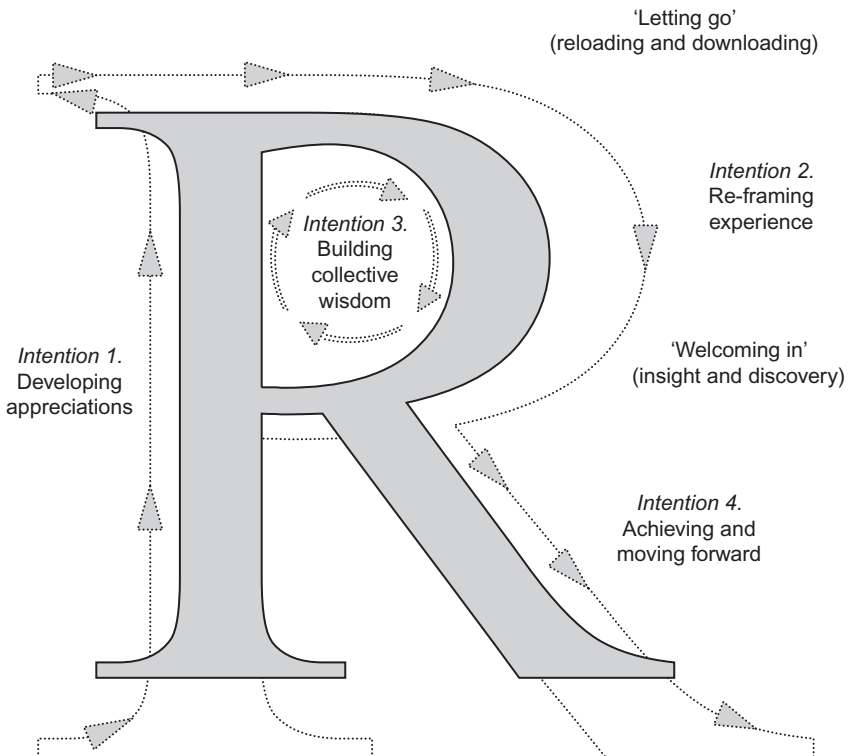 ‘Letting go’
(reloading and downloading)
Intention 2.
Re-framing
experience
Intention 3.
Building
collective
wisdom
Intention 1.
Developing
appreciations
‘Welcoming in’
(insight and discovery)
Intention 4.
Achieving and
moving forward
R